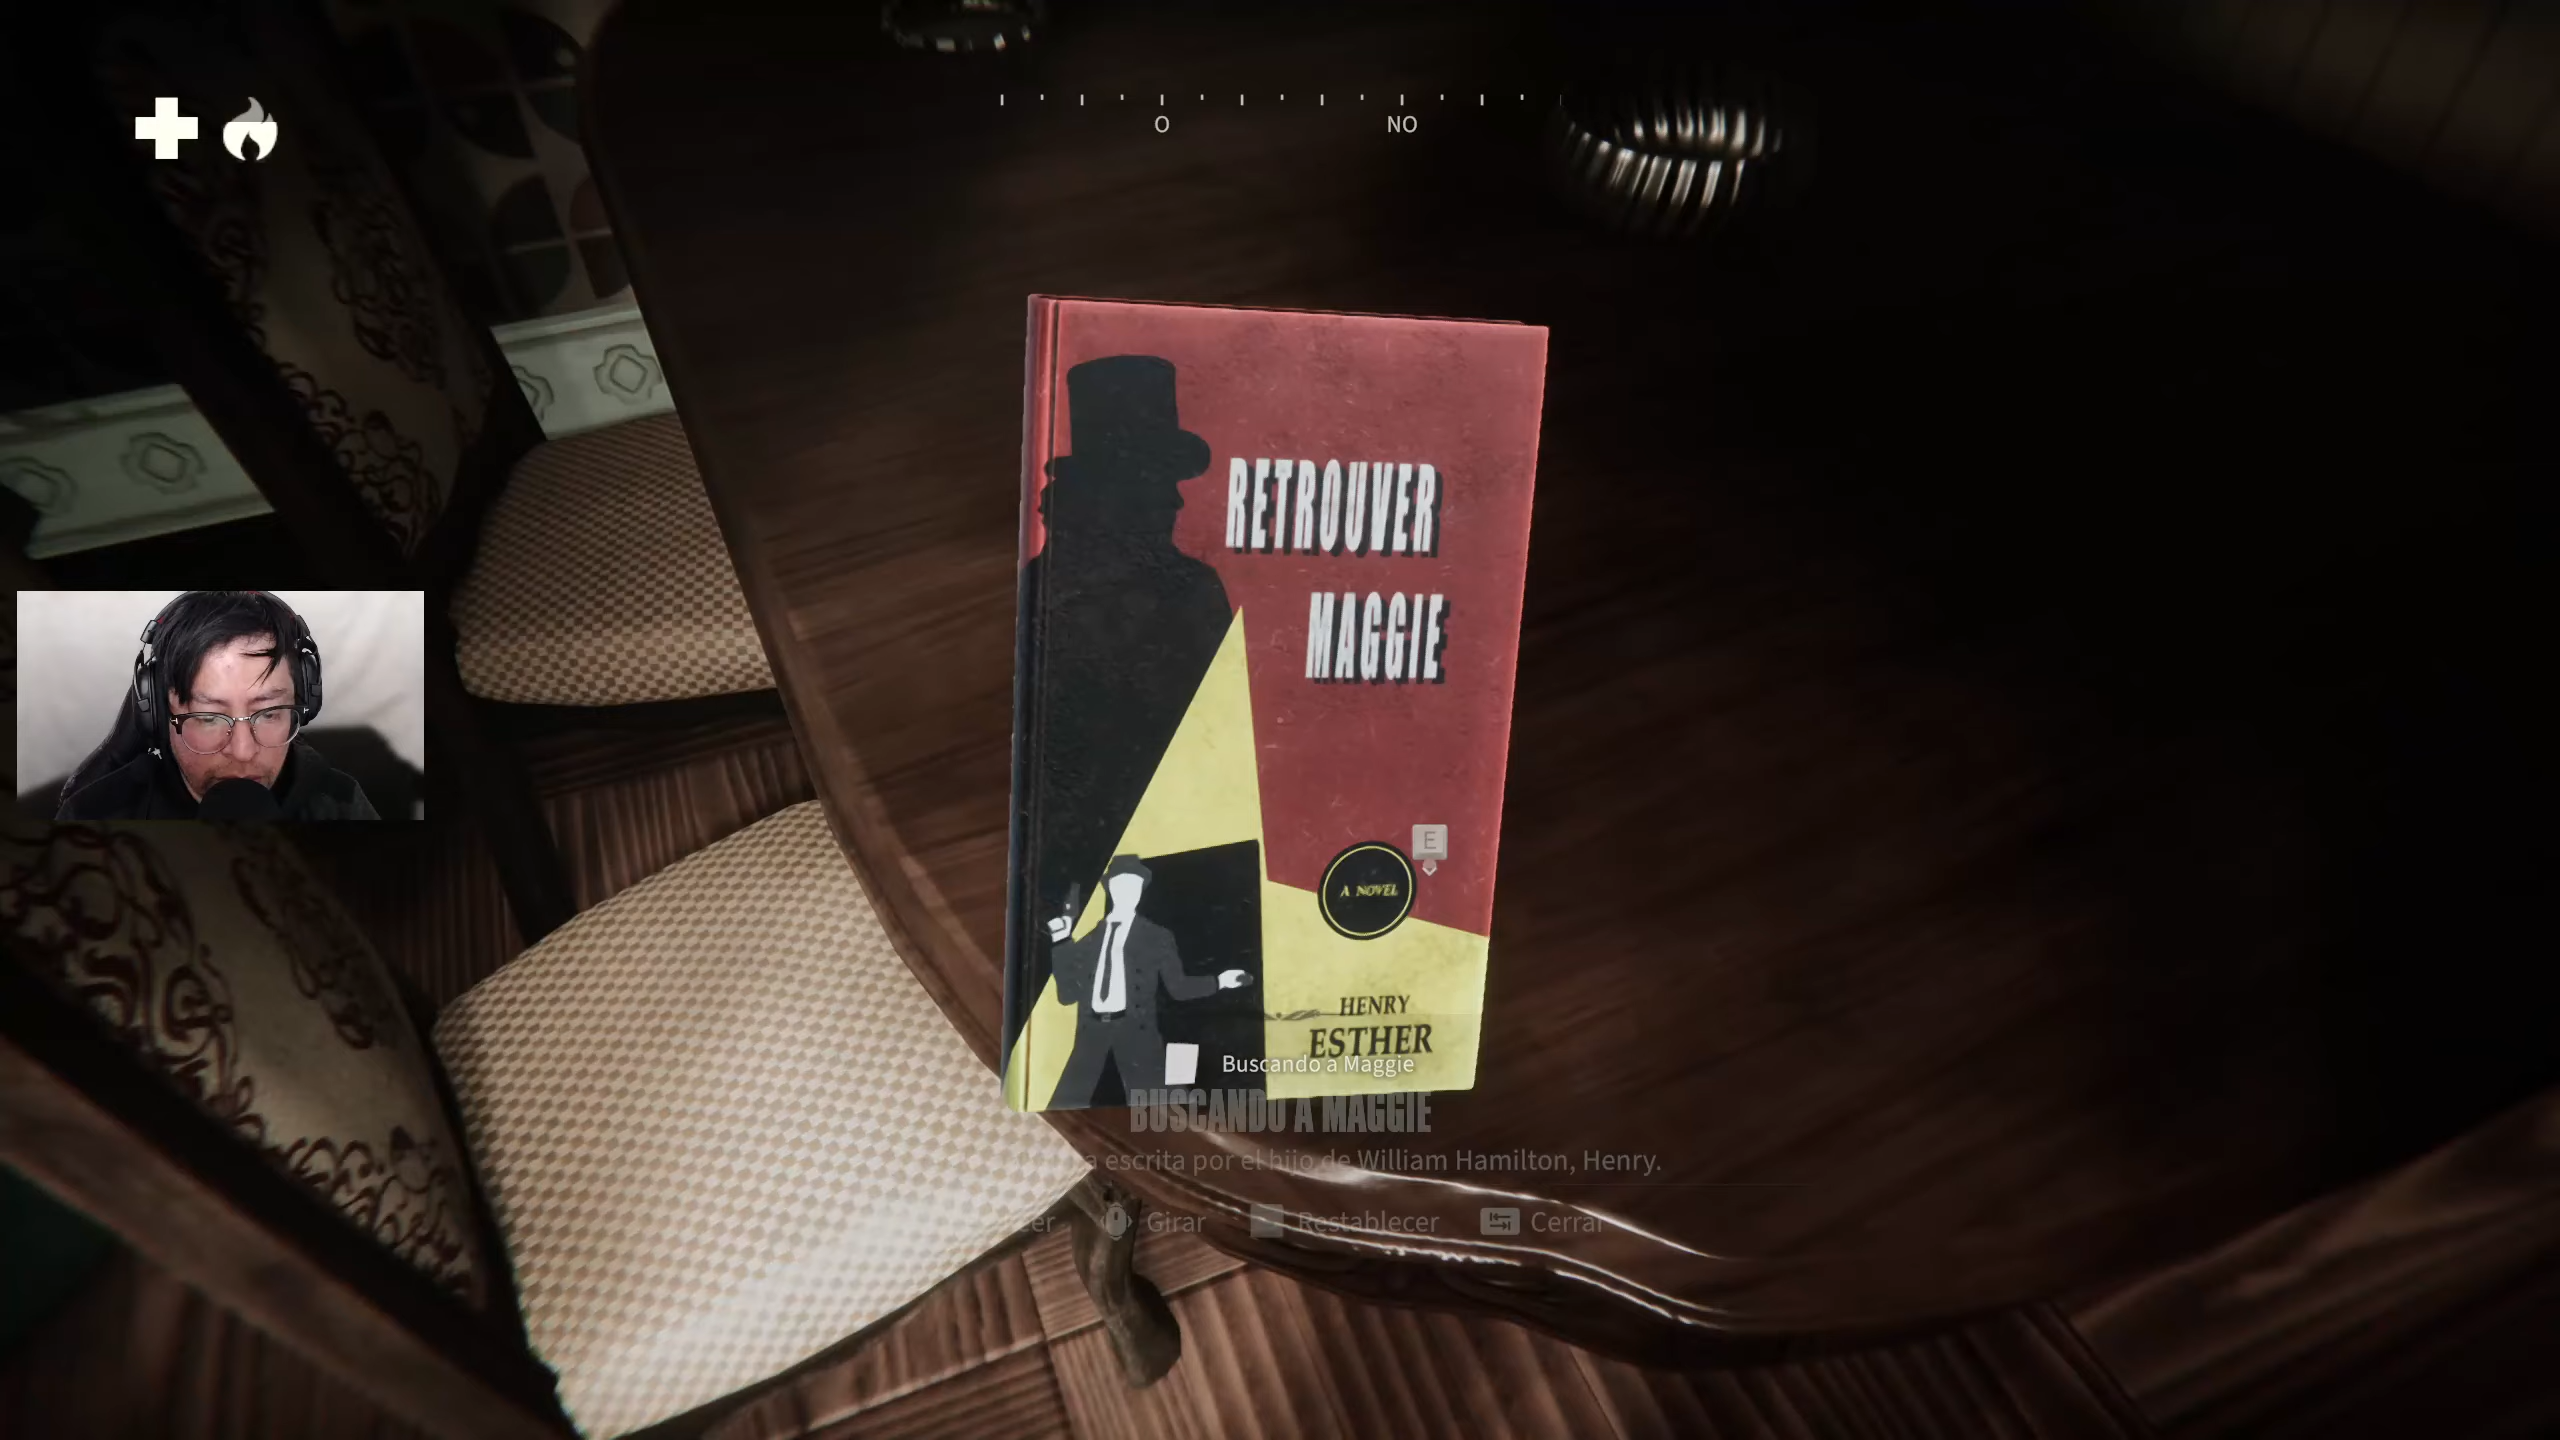 O NO
RETROUVER
MAGGIE
E
A NOVEL
HENRY
ESTHER
Buscando a Maggie
BUSCANDO A MAGGIE
a escrita por el hijo de William Hamilton, Henry.
Girar Restablecer Cerrar